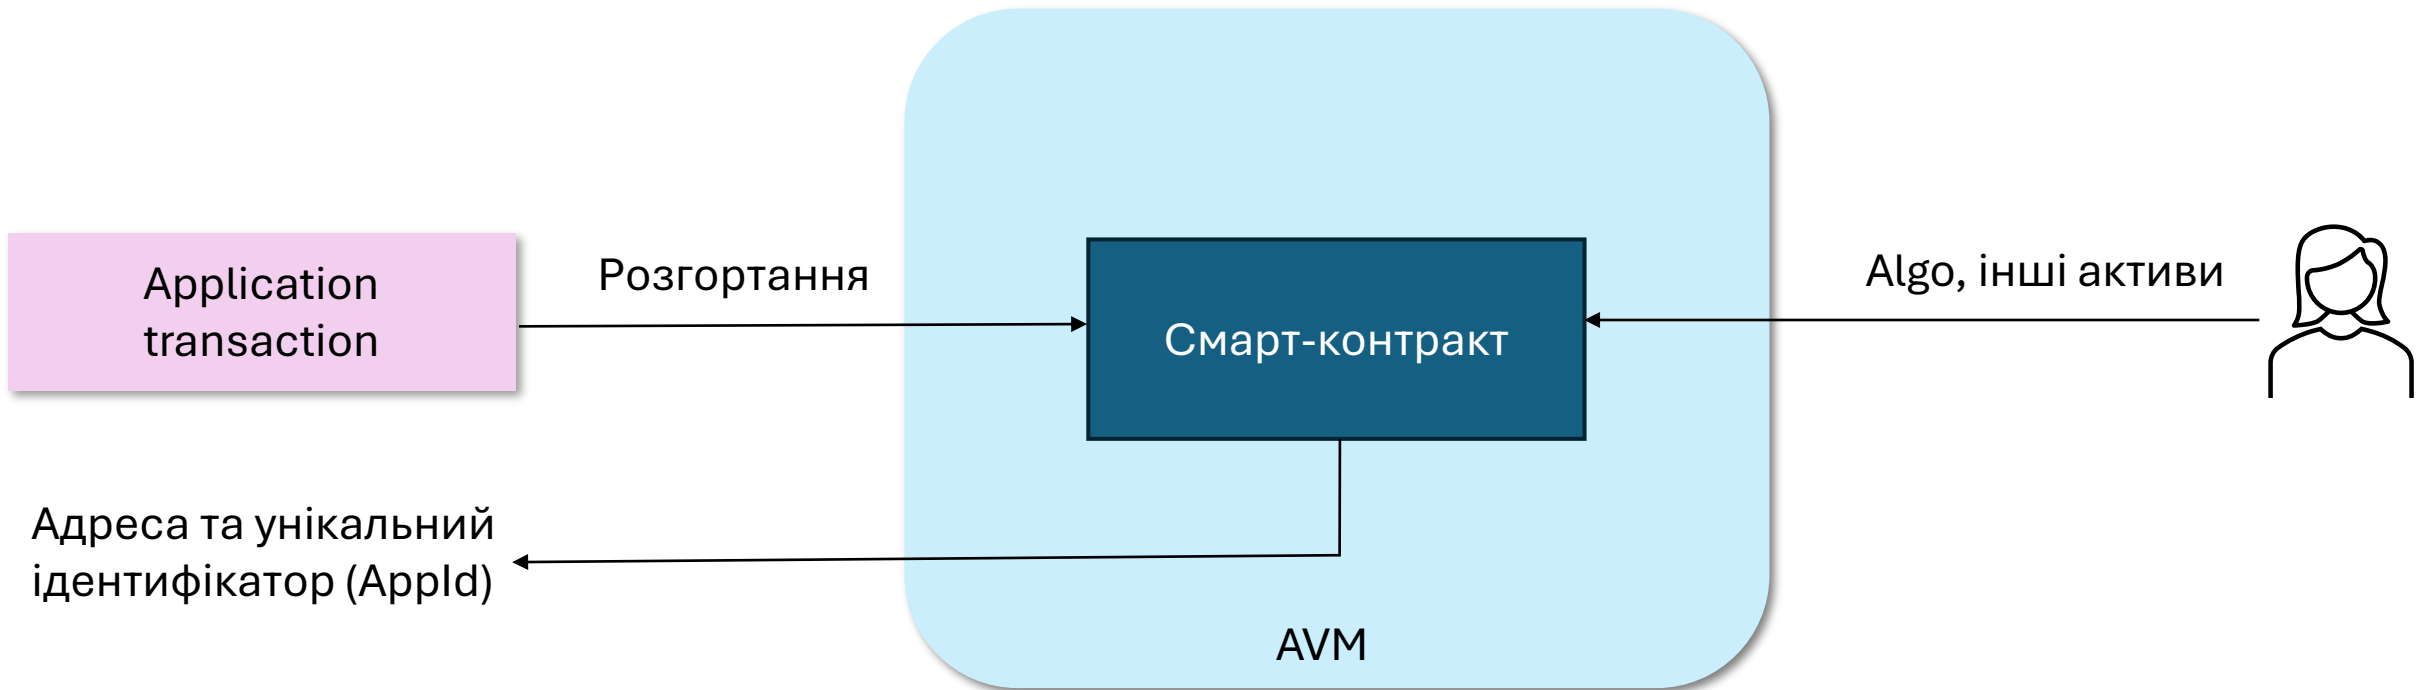 Application
transaction
Розгортання
Смарт-контракт
Algo, інші активи
Адреса та унікальний
ідентифікатор (AppId)
AVM